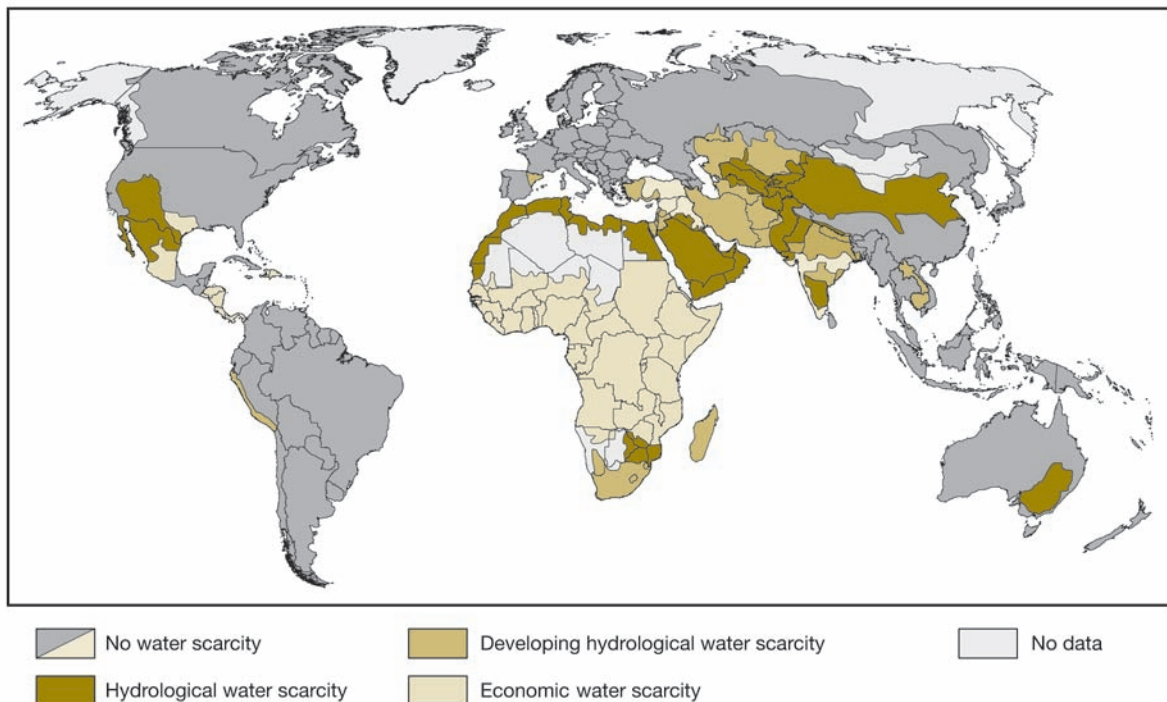 No water scarcity
Developing hydrological water scarcity
No data
Hydrological water scarcity
Economic water scarcity